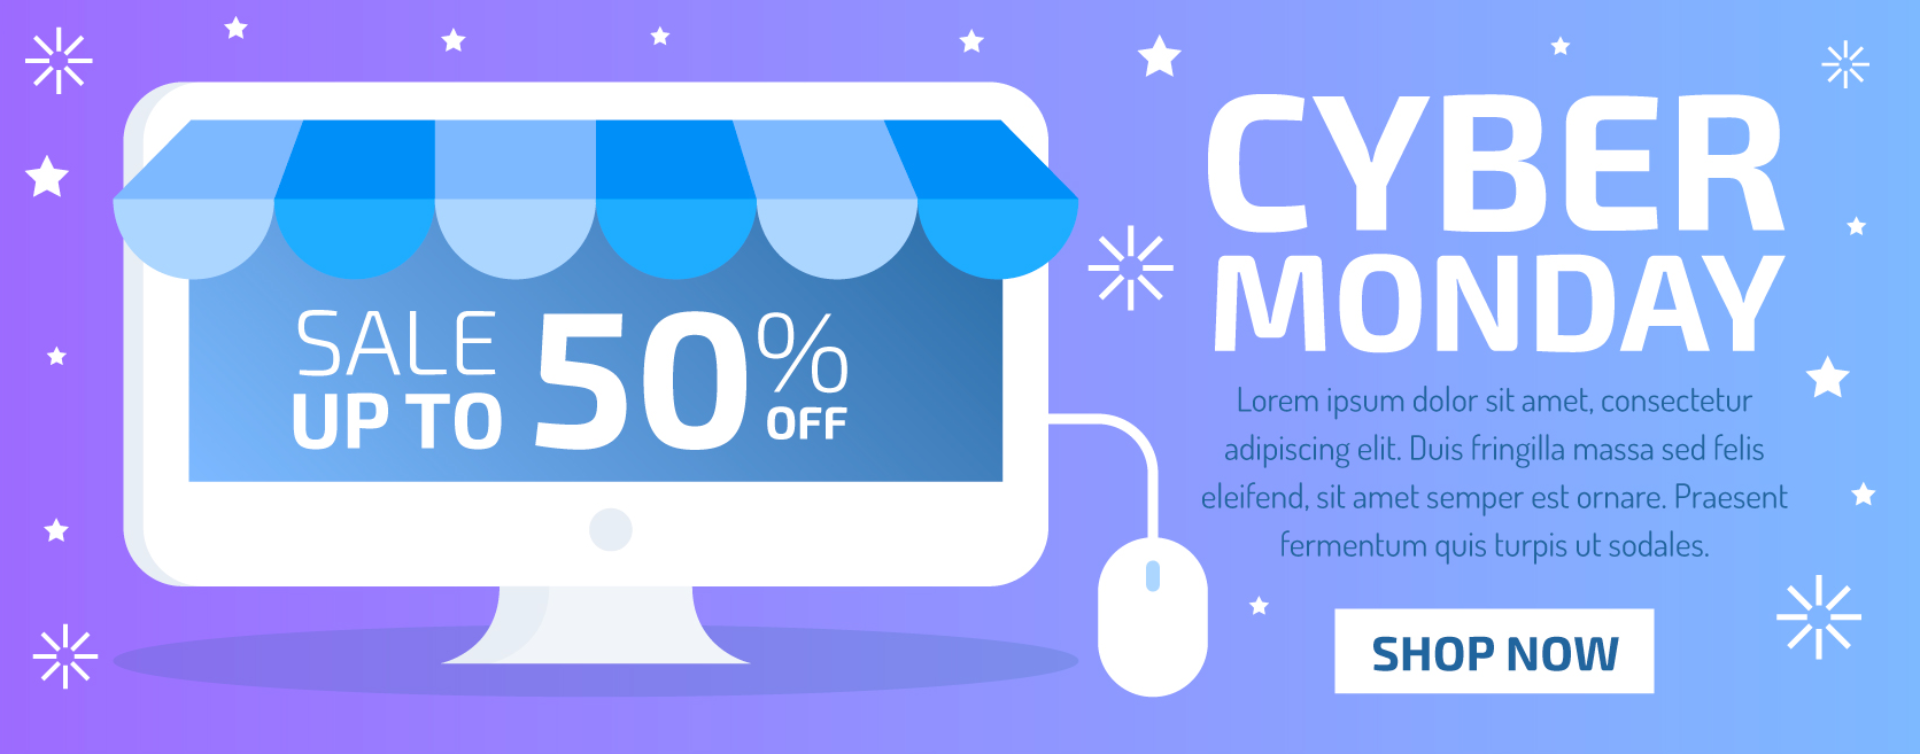 SALE
UP TO
50%
OFF
CYBER
MONDAY
Lorem ipsum dolor sit amet, consectetur
adipiscing elit. Duis fringilla massa sed felis
eleifend, sit amet semper est ornare. Praesent
fermentum quis turpis ut sodales.
SHOP NOW